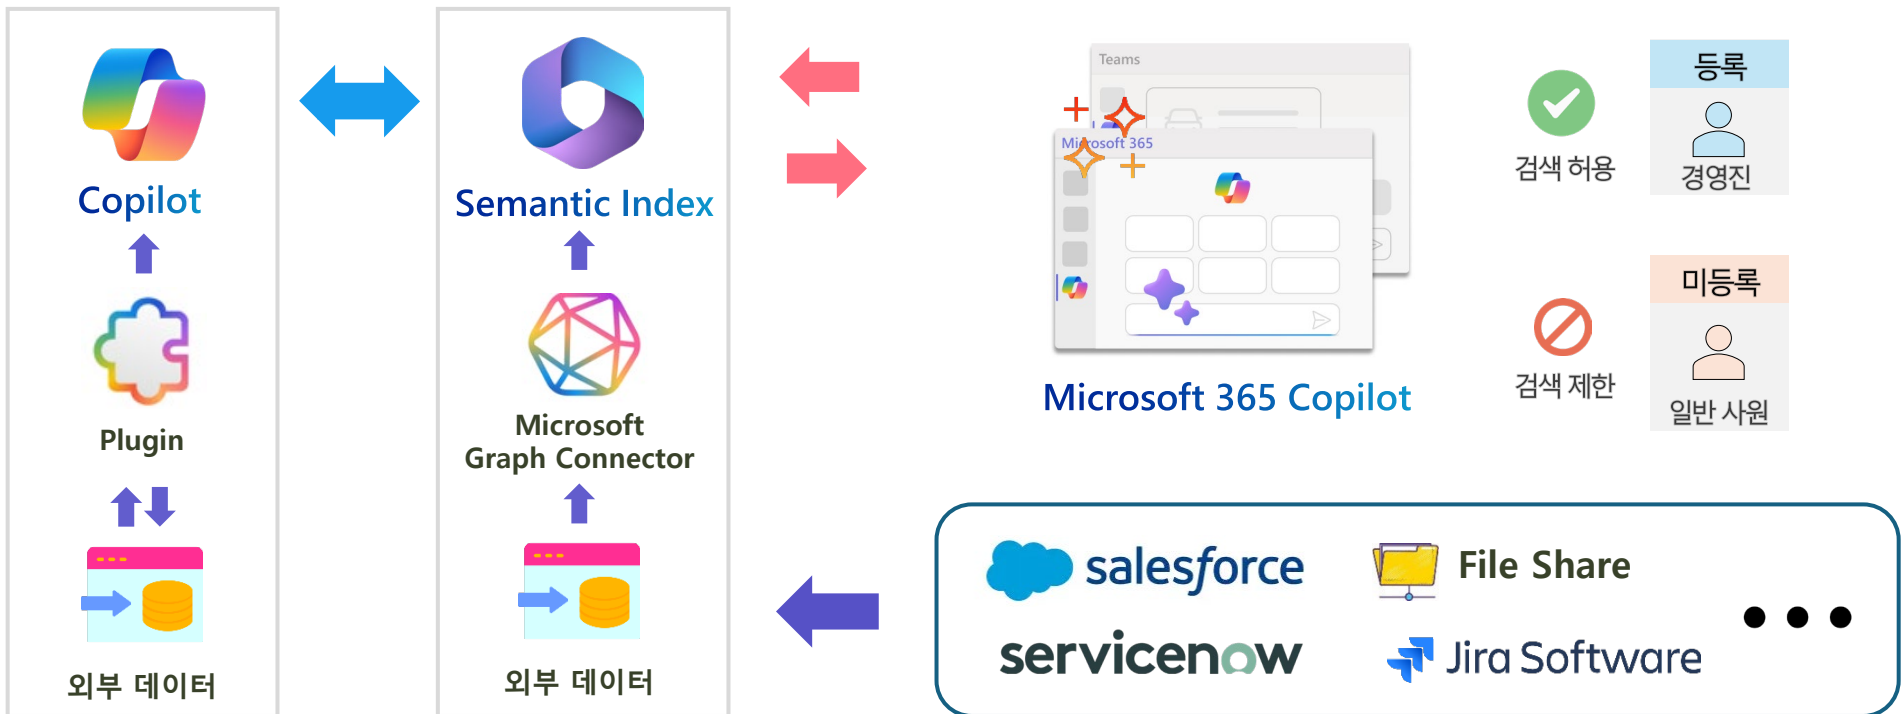 Copilot
Plugin
외부 데이터
Semantic Index
Microsoft
Graph Connector
외부 데이터
Teams
Microsoft 365
Microsoft 365 Copilot
검색 허용
등록
경영진
검색 제한
미등록
일반 사원
salesforce
File Share
servicenow
Jira Software